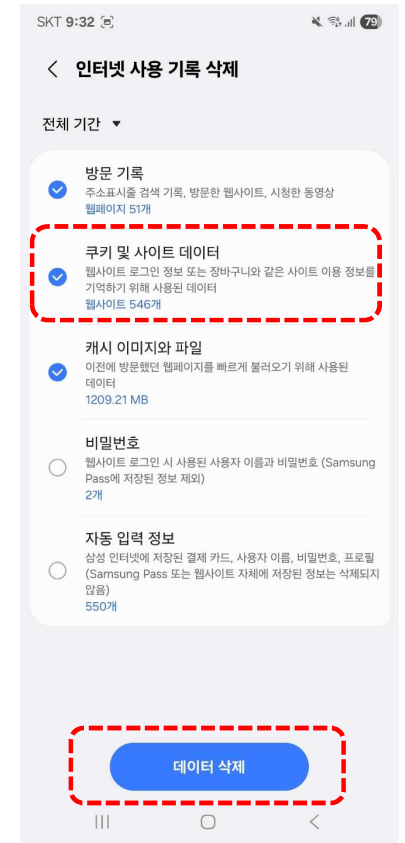 SKT 9:32
79
인터넷 사용 기록 삭제
전체 기간
방문 기록
주소표시줄 검색 기록, 방문한 웹사이트, 시청한 동영상
웹페이지 51개
쿠키 및 사이트 데이터
웹사이트 로그인 정보 또는 장바구니와 같은 사이트 이용 정보를
기억하기 위해 사용된 데이터
웹사이트 546개
캐시 이미지와 파일
이전에 방문했던 웹페이지를 빠르게 불러오기 위해 사용된
데이터
1209.21 MB
비밀번호
웹사이트 로그인 시 사용된 사용자 이름과 비밀번호 (Samsung
Pass에 저장된 정보 제외)
2개
자동 입력 정보
삼성 인터넷에 저장된 결제 카드, 사용자 이름, 비밀번호, 프로필
(Samsung Pass 또는 웹사이트 자체에 저장된 정보는 삭제되지
않음)
550개
데이터 삭제